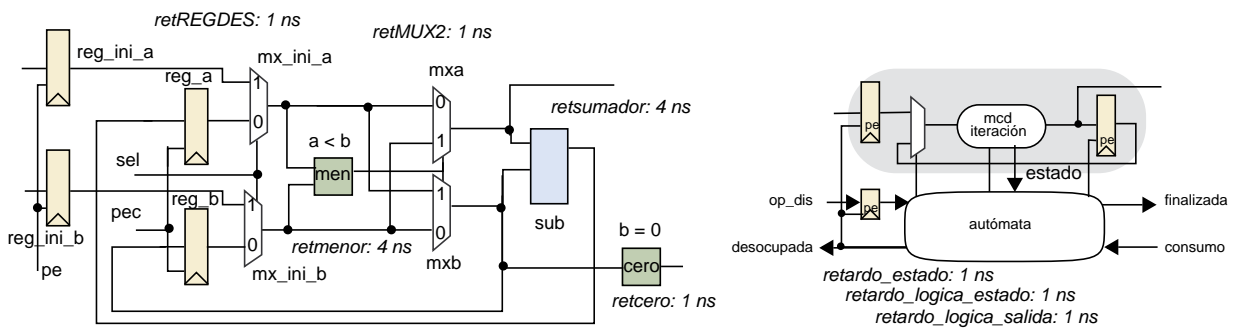 retREGDES: 1 ns
retMUX2: 1 ns
reg_ini_a
mx_ini_a
reg_a
1
0
mxa
0
1
retsumador: 4 ns
a < b
men
sel
reg_b
pec
1
0
reg_ini_b
pe
mx_ini_b
retmenor: 4 ns
1
0
mxb
sub
b = 0
cero
retcero: 1 ns
pe
mcd
iteración
pe
estado
op_dis
pe
autómata
finalizada
desocupada
consumo
retardo_estado: 1 ns
retardo_logica_estado: 1 ns
retardo_logica_salida: 1 ns